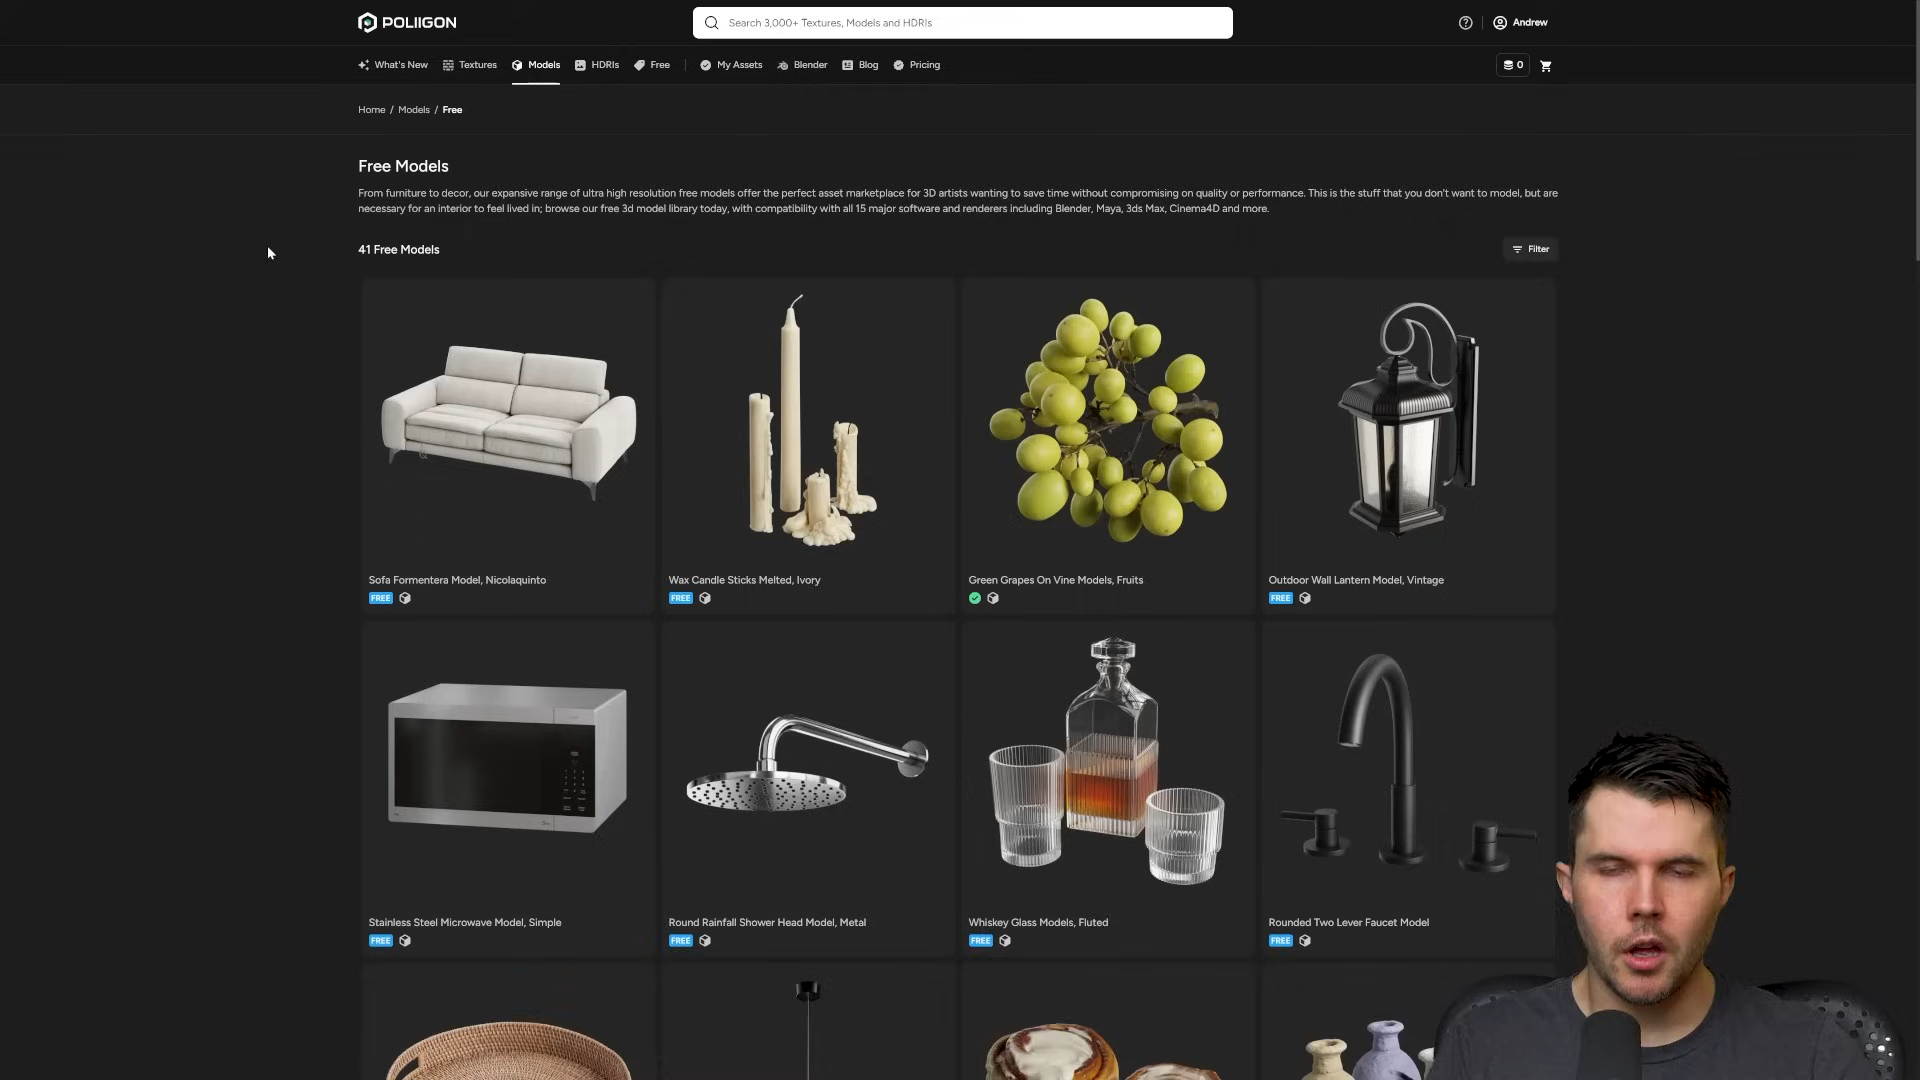 POLIIGON
Search 3,000+ Textures, Models and HDRIs
Andrew
What's New
Textures
Models
HDRIs
Free
My Assets
Blender
Blog
Pricing
0
Home / Models / Free
Free Models
From furniture to decor, our expansive range of ultra high resolution free models offer the perfect asset marketplace for 3D artists wanting to save time without compromising on quality or performance. This is the stuff that you don't want to model, but are
necessary for an interior to feel lived in; browse our free 3d model library today, with compatibility with all 15 major software and renderers including Blender, Maya, 3ds Max, Cinema4D and more.
41 Free Models
Filter
Sofa Formentera Model, Nicolaquinto
FREE
Wax Candle Sticks Melted, Ivory
FREE
Green Grapes On Vine Models, Fruits
Outdoor Wall Lantern Model, Vintage
FREE
Stainless Steel Microwave Model, Simple
FREE
Round Rainfall Shower Head Model, Metal
FREE
Whiskey Glass Models, Fluted
FREE
Rounded Two Lever Faucet Model
FREE